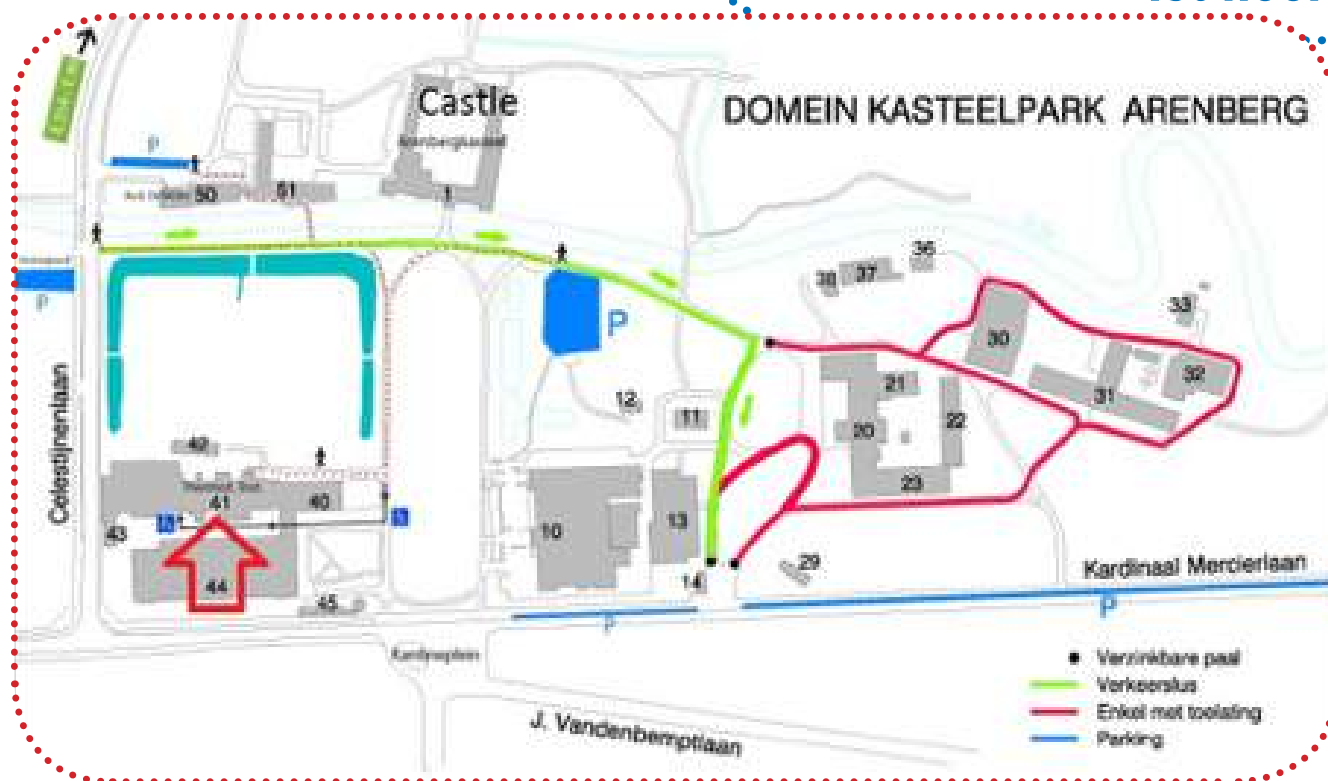 Castle
DOMEIN KASTEELPARK ARENBERG
P
50
51
1
P
P
36
38
37
33
30
32
31
12
11
21
22
20
23
42
41
40
43
44
45
10
13
14
29
Celestijnenlaan
Kardinaal Mercierlaan
P
P
J. Vandenbemptlaan
Verzinkbare paal
Verkeerslus
Enkel met toelating
Parking